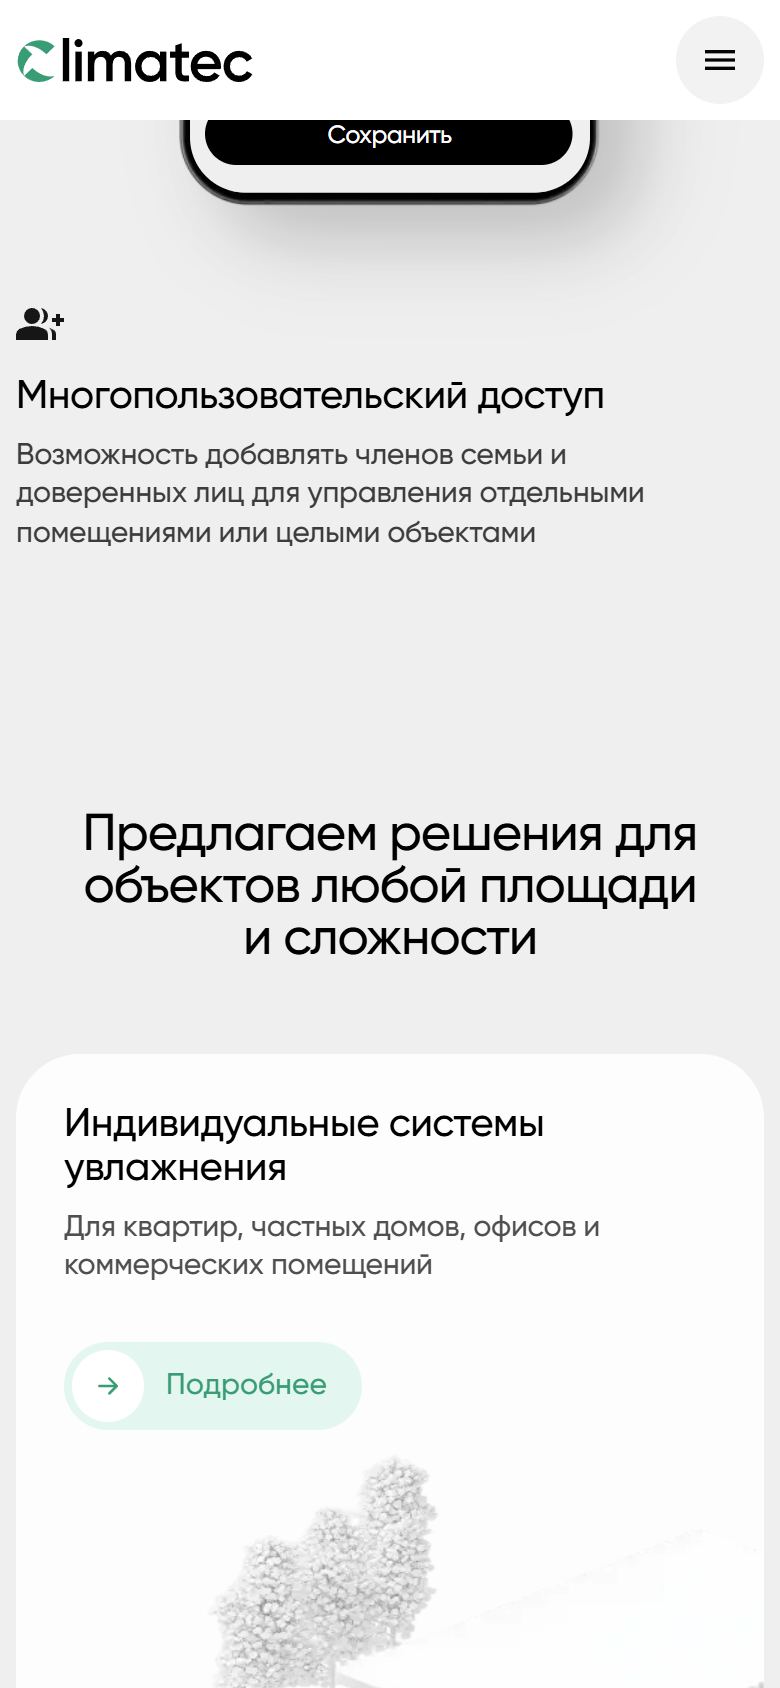 Climatec
Сохранить
Многопользовательский доступ
Возможность добавлять членов семьи и
доверенных лиц для управления отдельными
помещениями или целыми объектами
Предлагаем решения для
объектов любой площади
и сложности
Индивидуальные системы
увлажнения
Для квартир, частных домов, офисов и
коммерческих помещений
Подробнее